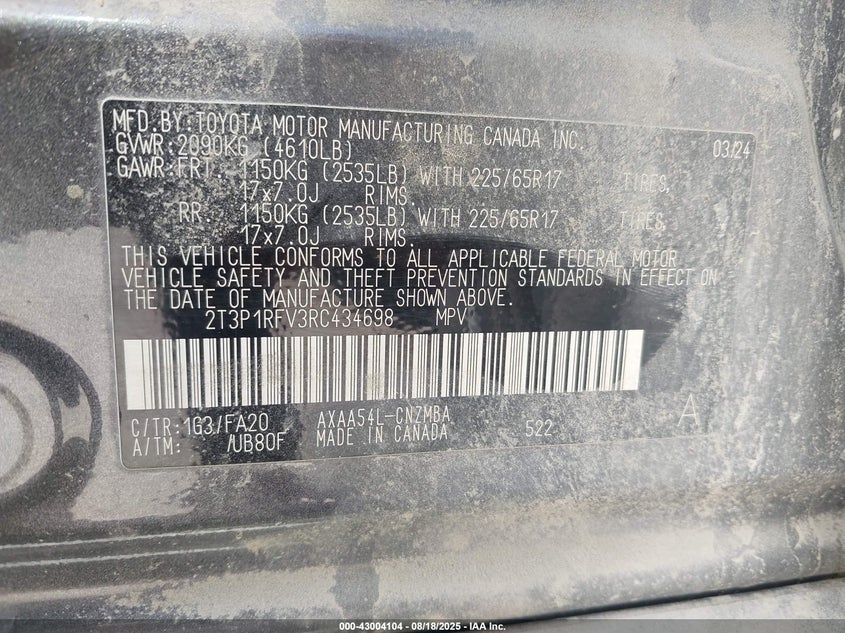 MFD.BY:TOYOTA MOTOR MANUFACTURING CANADA INC. 03/24
GVWR:2090KG (4610LB)
GAWR:FRT. 1150KG (2535LB) WITH 225/65R17 TIRES,
17x7.0J RIMS.
RR. 1150KG (2535LB) WITH 225/65R17 TIRES,
17x7.0J RIMS.
THIS VEHICLE CONFORMS TO ALL APPLICABLE FEDERAL MOTOR
VEHICLE SAFETY AND THEFT PREVENTION STANDARDS IN EFFECT ON
THE DATE OF MANUFACTURE SHOWN ABOVE.
2T3P1RFV3RC434698 MPV
C/TR:1G3/FA20 AXAA54L-CNZMBA 522 A
A/TM: /UB80F MADE IN CANADA
000-43004104 - 08/18/2025 - IAA Inc.